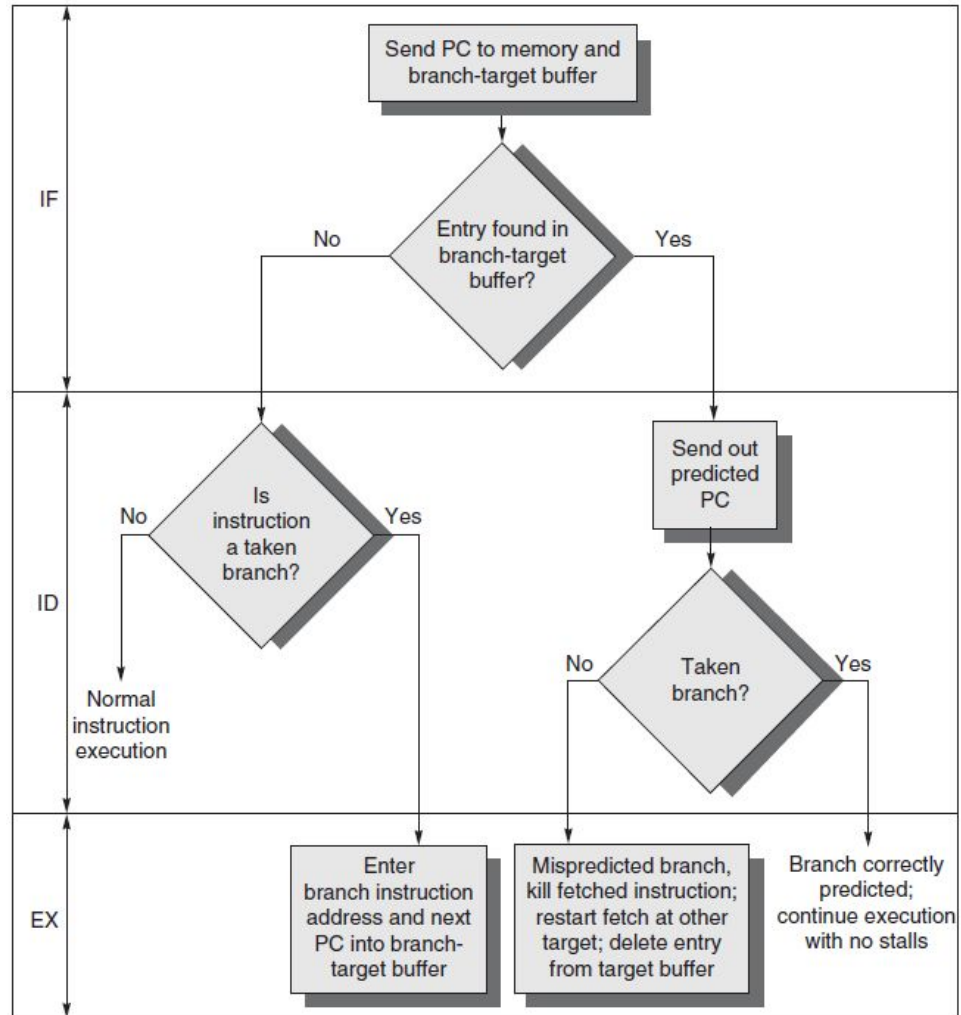 Send PC to memory and
branch-target buffer
IF
Entry found in
branch-target
buffer?
No
Yes
Is
instruction
a taken
branch?
No
Yes
Send out
predicted
PC
ID
Taken
branch?
No
Yes
Normal
instruction
execution
EX
Enter
branch instruction
address and next
PC into branch-
target buffer
Mispredicted branch,
kill fetched instruction;
restart fetch at other
target; delete entry
from target buffer
Branch correctly
predicted;
continue execution
with no stalls